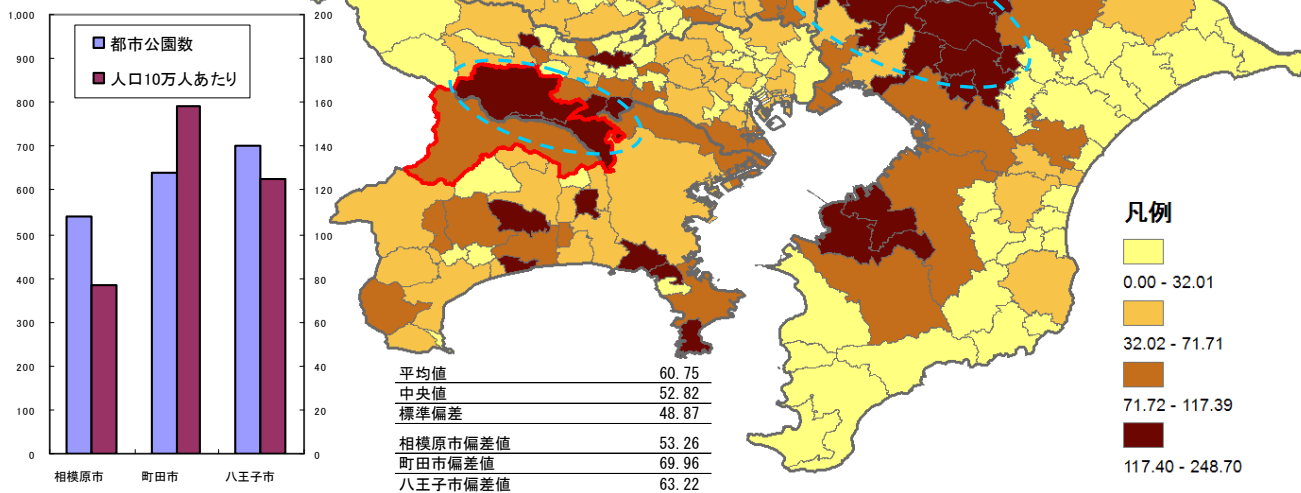 1,000
900
800
700
600
500
400
300
200
100
0
都市公園数
人口10万人あたり
200
180
160
140
120
100
80
60
40
20
0
相模原市 町田市 八王子市
平均値 60.75
中央値 52.82
標準偏差 48.87
相模原市偏差値 53.26
町田市偏差値 69.96
八王子市偏差値 63.22
凡例
0.00 - 32.01
32.02 - 71.71
71.72 - 117.39
117.40 - 248.70